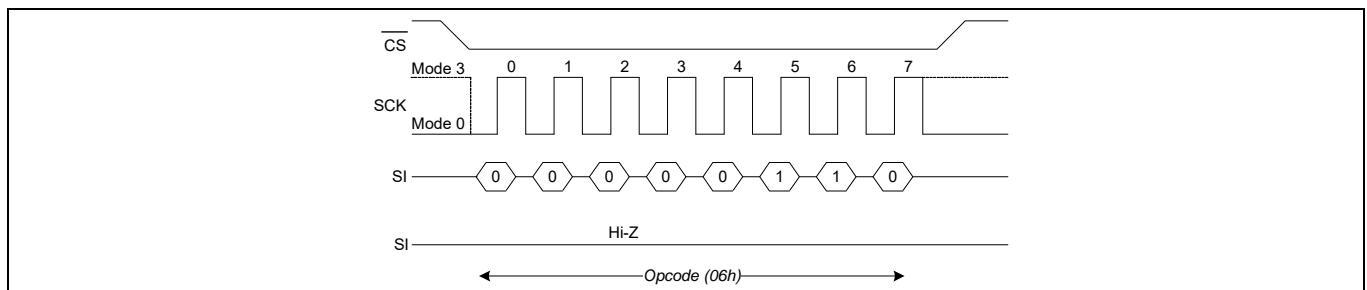 CS
Mode 3 0 1 2 3 4 5 6 7
SCK
Mode 0
SI 0 0 0 0 0 1 1 0
Hi-Z
SI
Opcode (06h)